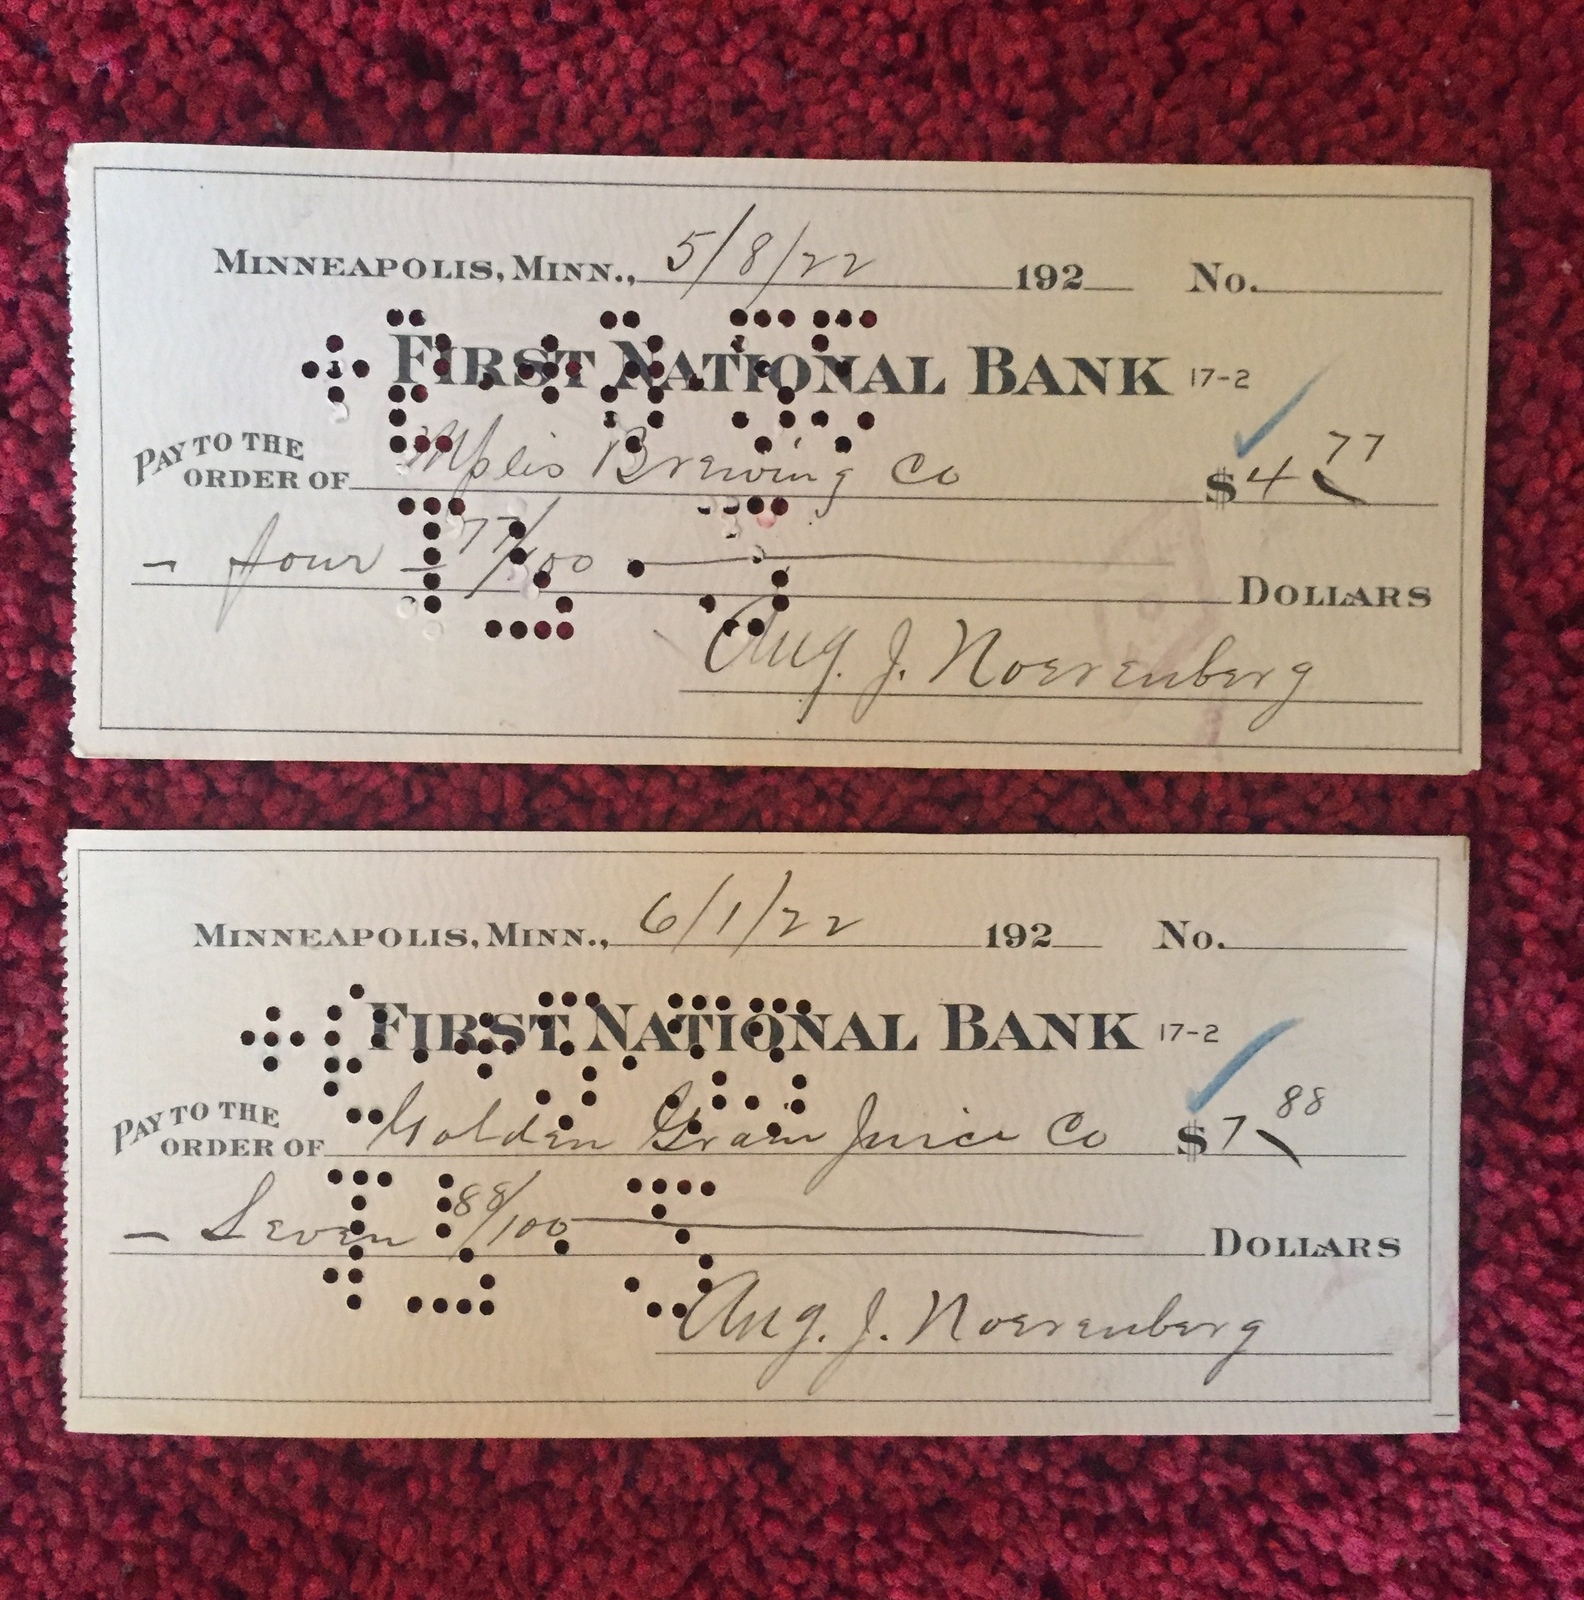 MINNEAPOLIS, MINN., 5/8/22 192 No.
FIRST NATIONAL BANK 17-2
PAY TO THE ORDER OF Mplis Brewing Co $4 77
- four 77/100 DOLLARS
Aug. J. Noerenberg
MINNEAPOLIS, MINN., 6/1/22 192 No.
FIRST NATIONAL BANK 17-2
PAY TO THE ORDER OF Golden Grain Juice Co $7 88
- Seven 88/100 DOLLARS
Aug. J. Noerenberg